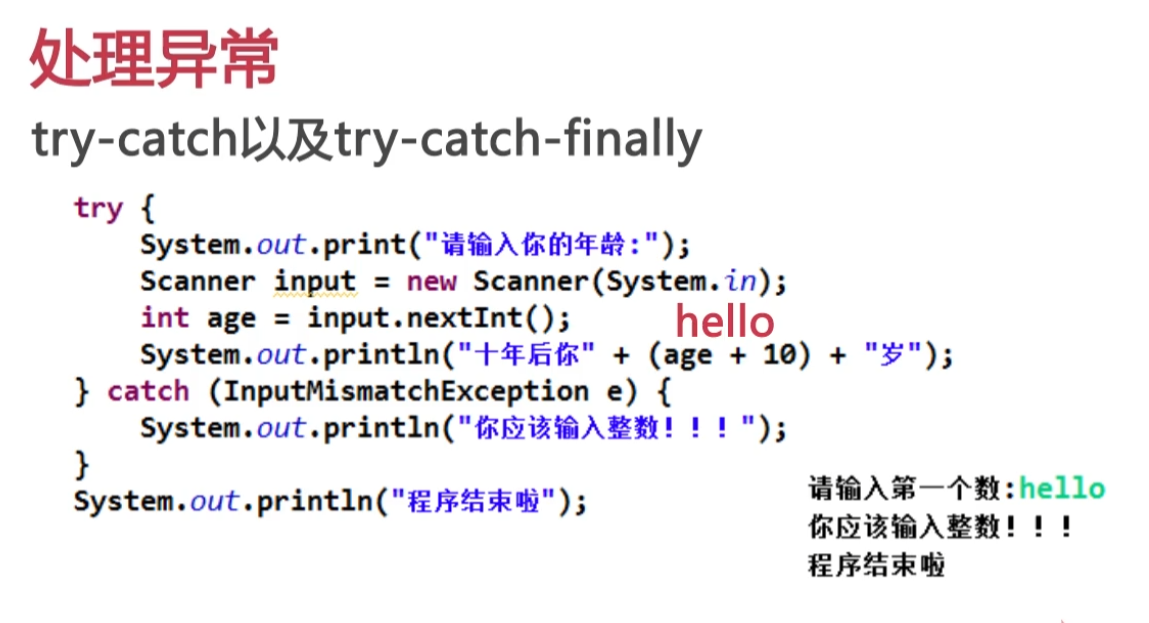 处理异常
try-catch以及try-catch-finally
try {
    System.out.print("请输入你的年龄:");
    Scanner input = new Scanner(System.in);
    int age = input.nextInt();
hello
    System.out.println("十年后你" + (age + 10) + "岁");
} catch (InputMismatchException e) {
    System.out.println("你应该输入整数！！！");
}
System.out.println("程序结束啦");
请输入第一个数:hello
你应该输入整数！！！
程序结束啦